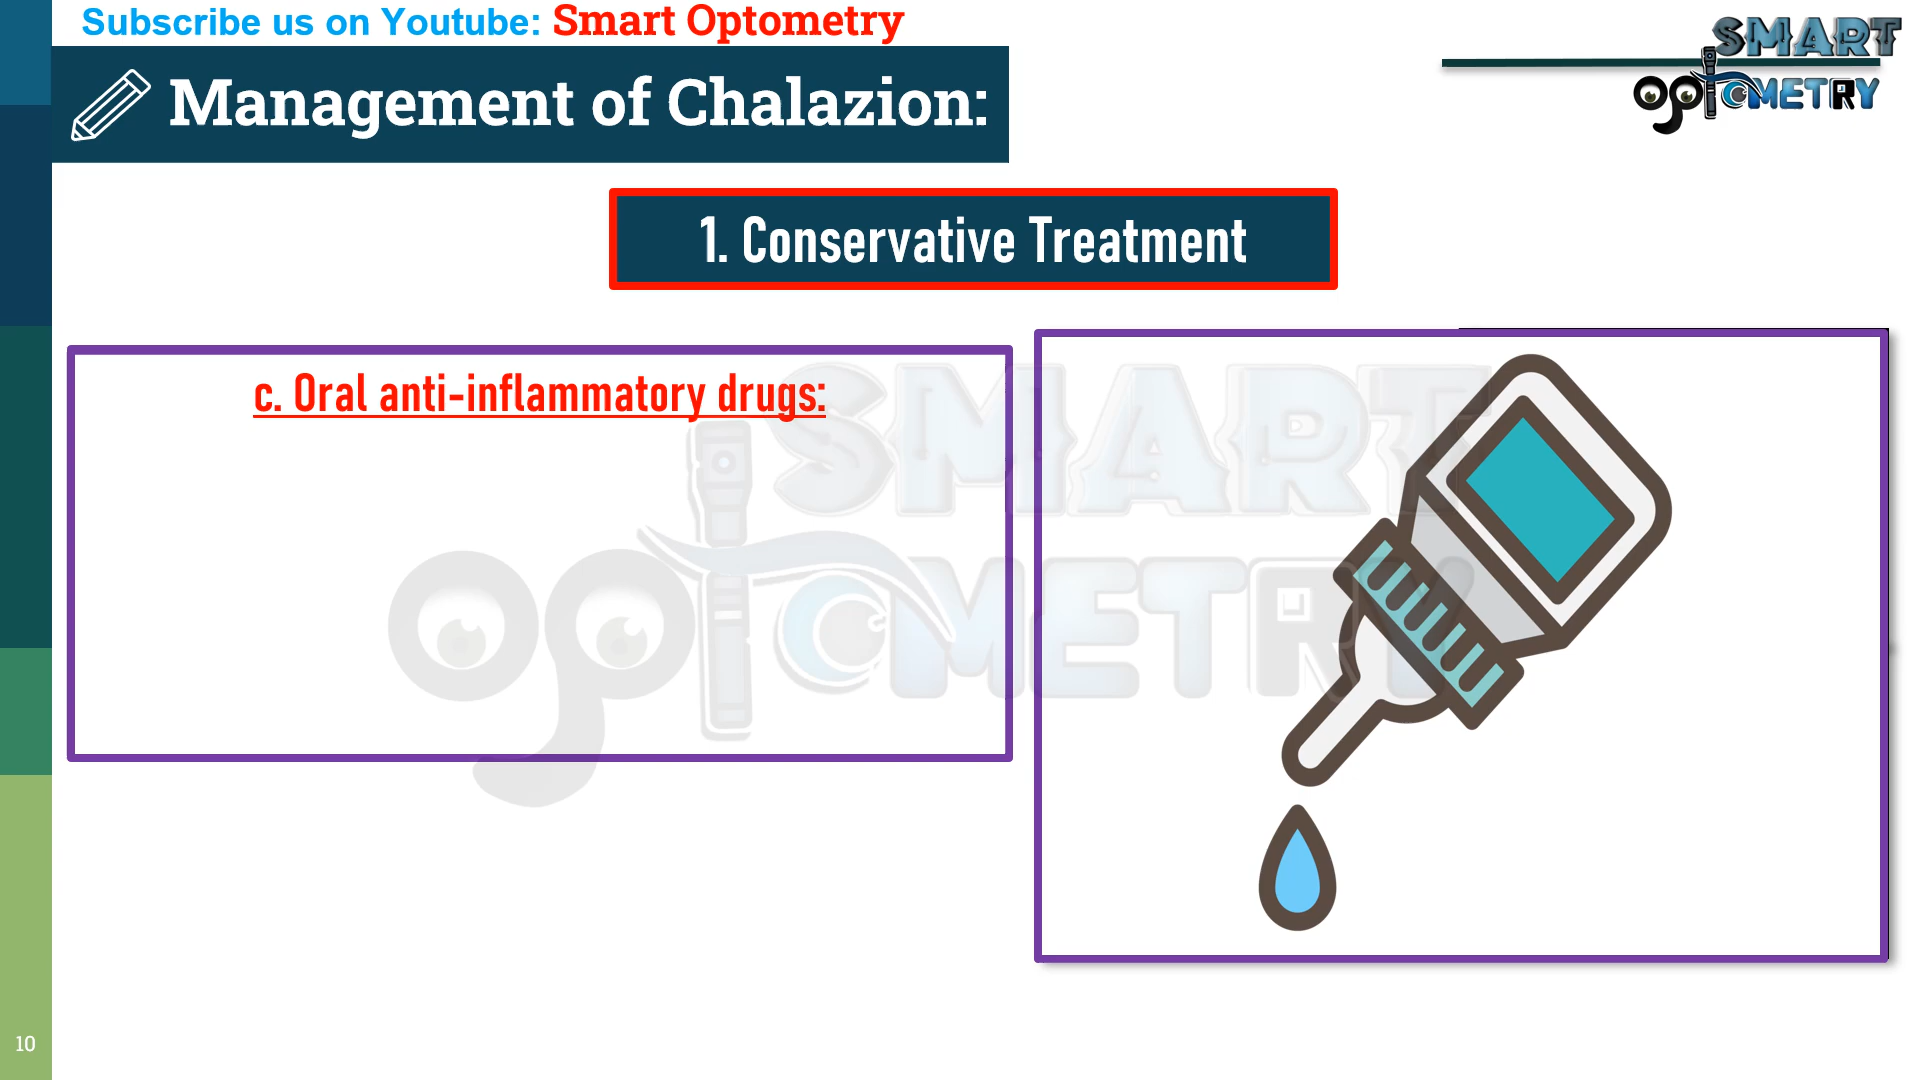 Subscribe us on Youtube: Smart Optometry
Management of Chalazion:
SMART
OPTOMETRY
1. Conservative Treatment
c. Oral anti-inflammatory drugs:
SMART
OPTOMETRY
10